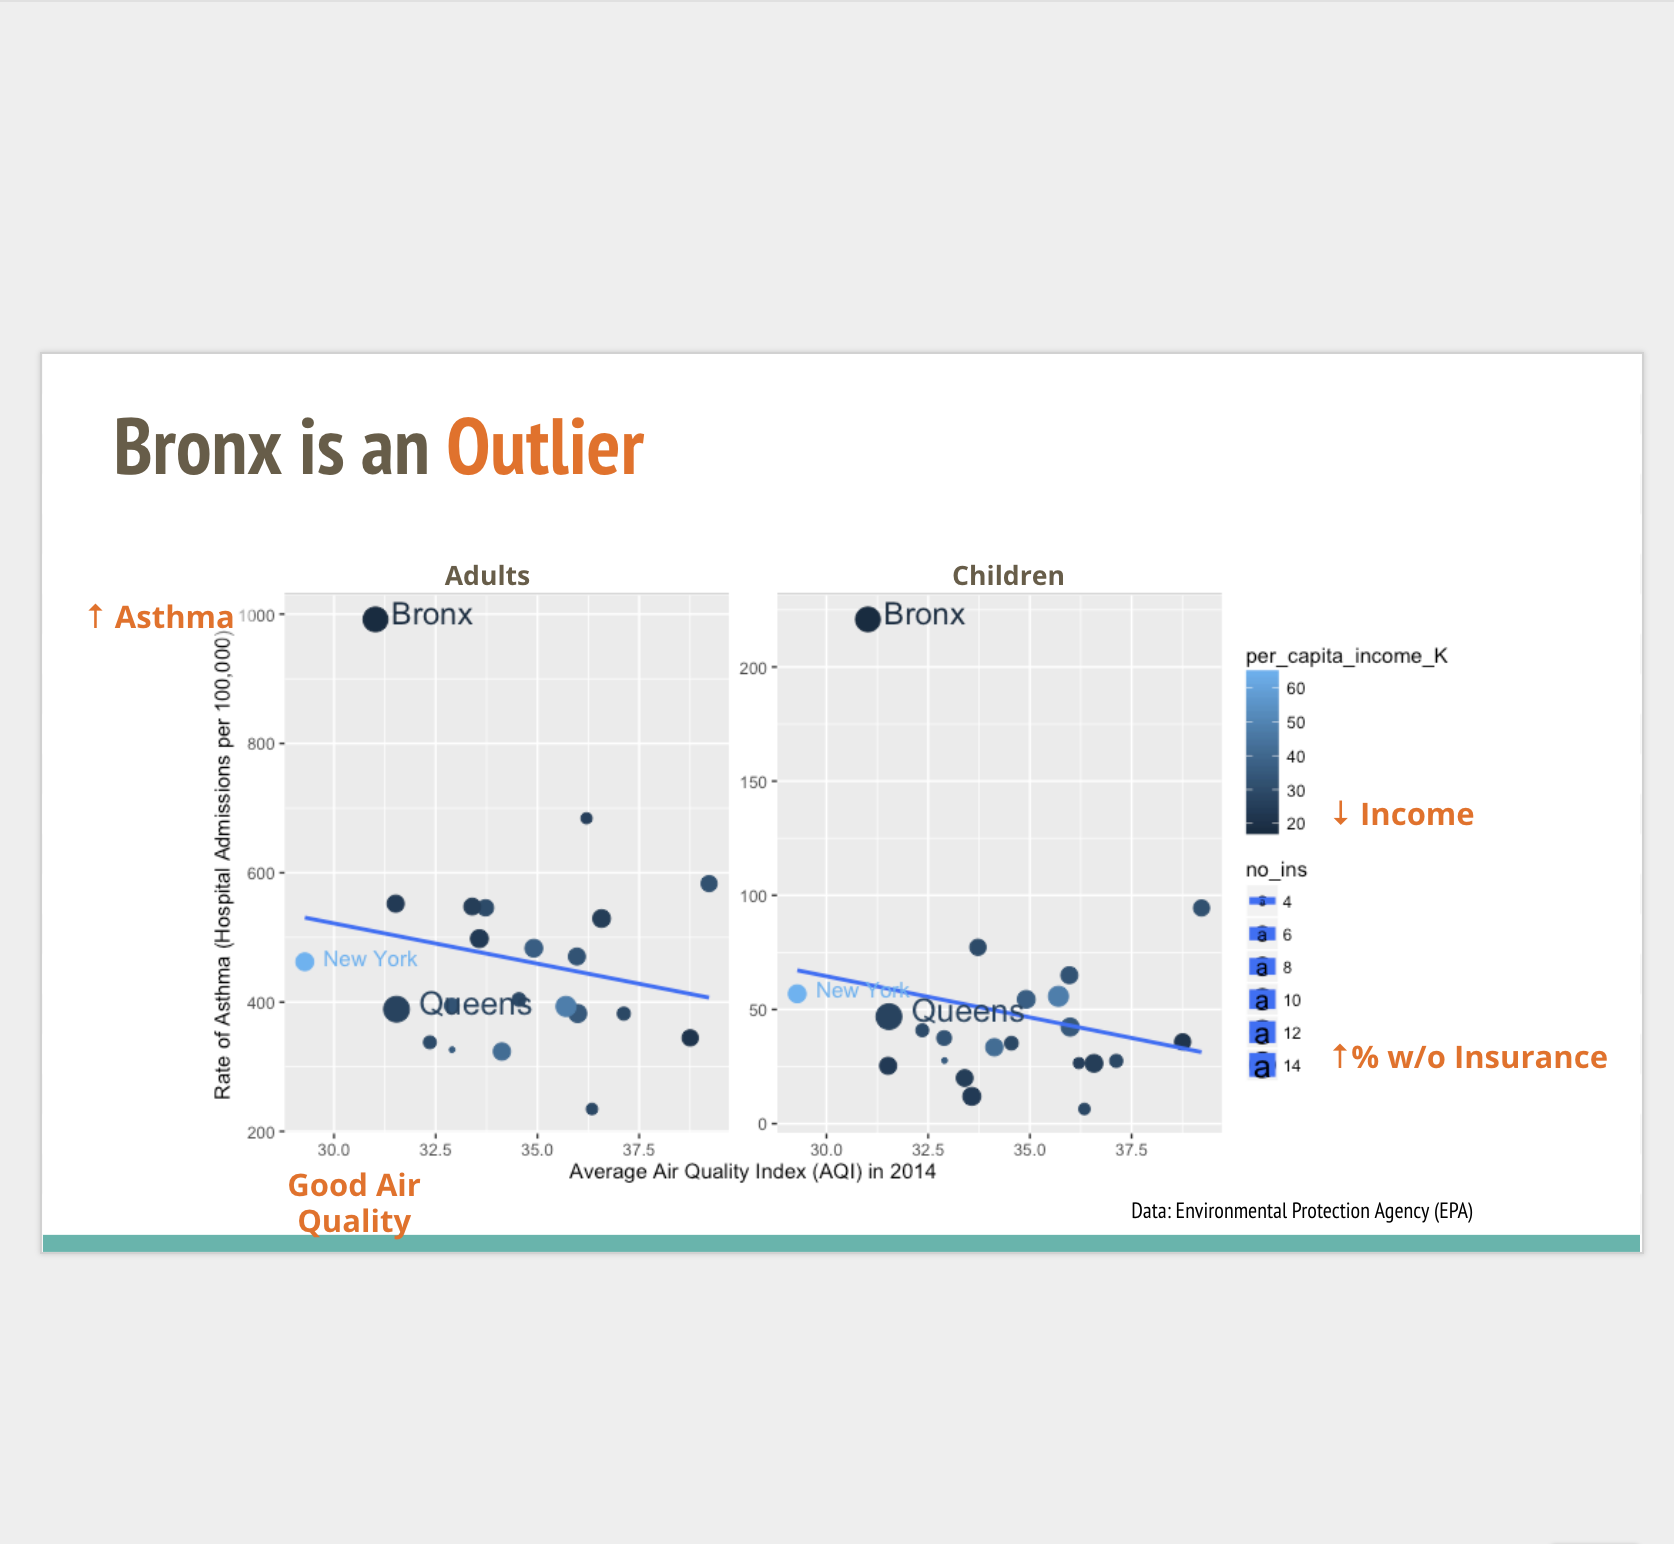 Bronx is an Outlier
Adults
Children
↑ Asthma
Rate of Asthma (Hospital Admissions per 100,000)
1000
800
600
400
200
Bronx
New York
Queens
30.0 32.5 35.0 37.5
200
150
100
50
0
Bronx
New York
Queens
30.0 32.5 35.0 37.5
Average Air Quality Index (AQI) in 2014
Good Air
Quality
per_capita_income_K
60
50
40
30
20
↓ Income
no_ins
a 4
a 6
a 8
a 10
a 12
a 14
↑% w/o Insurance
Data: Environmental Protection Agency (EPA)